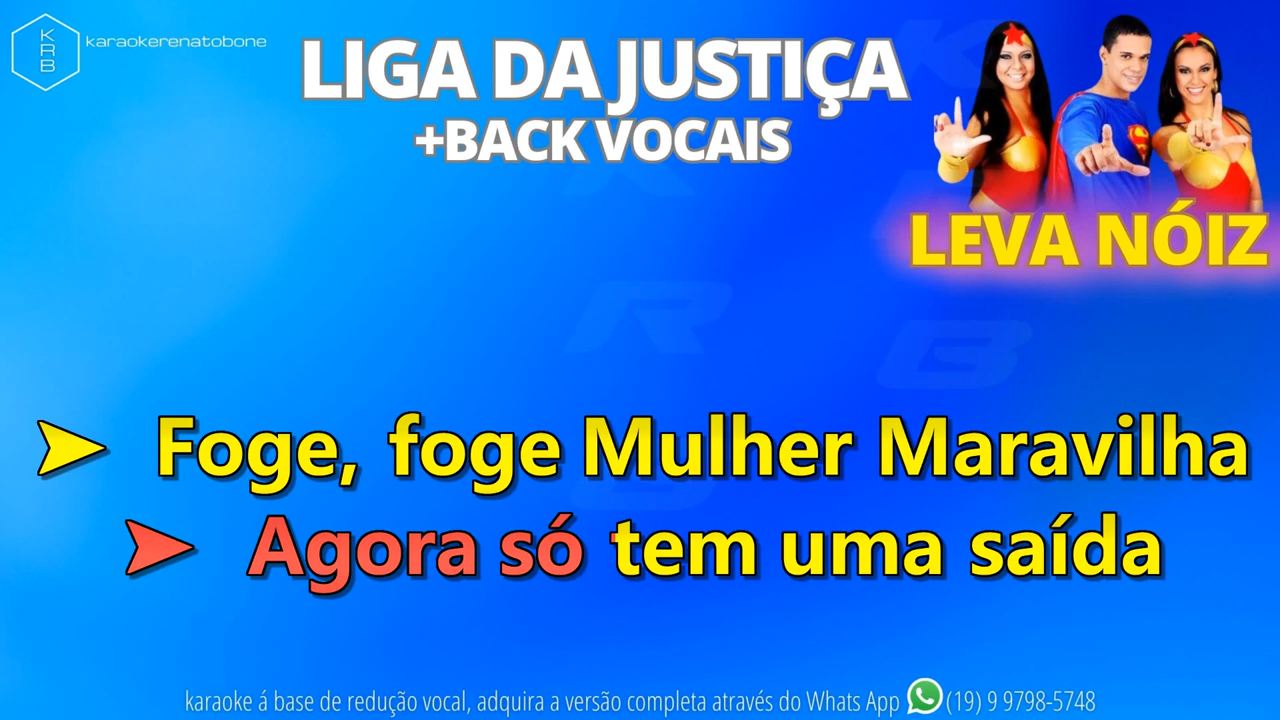 K
R
B
karaokerenatobone
LIGA DA JUSTIÇA
+BACK VOCAIS
LEVA NÓIZ
➤ Foge, foge Mulher Maravilha
➤ Agora só tem uma saída
karaoke á base de redução vocal, adquira a versão completa através do Whats App (19) 9 9798-5748